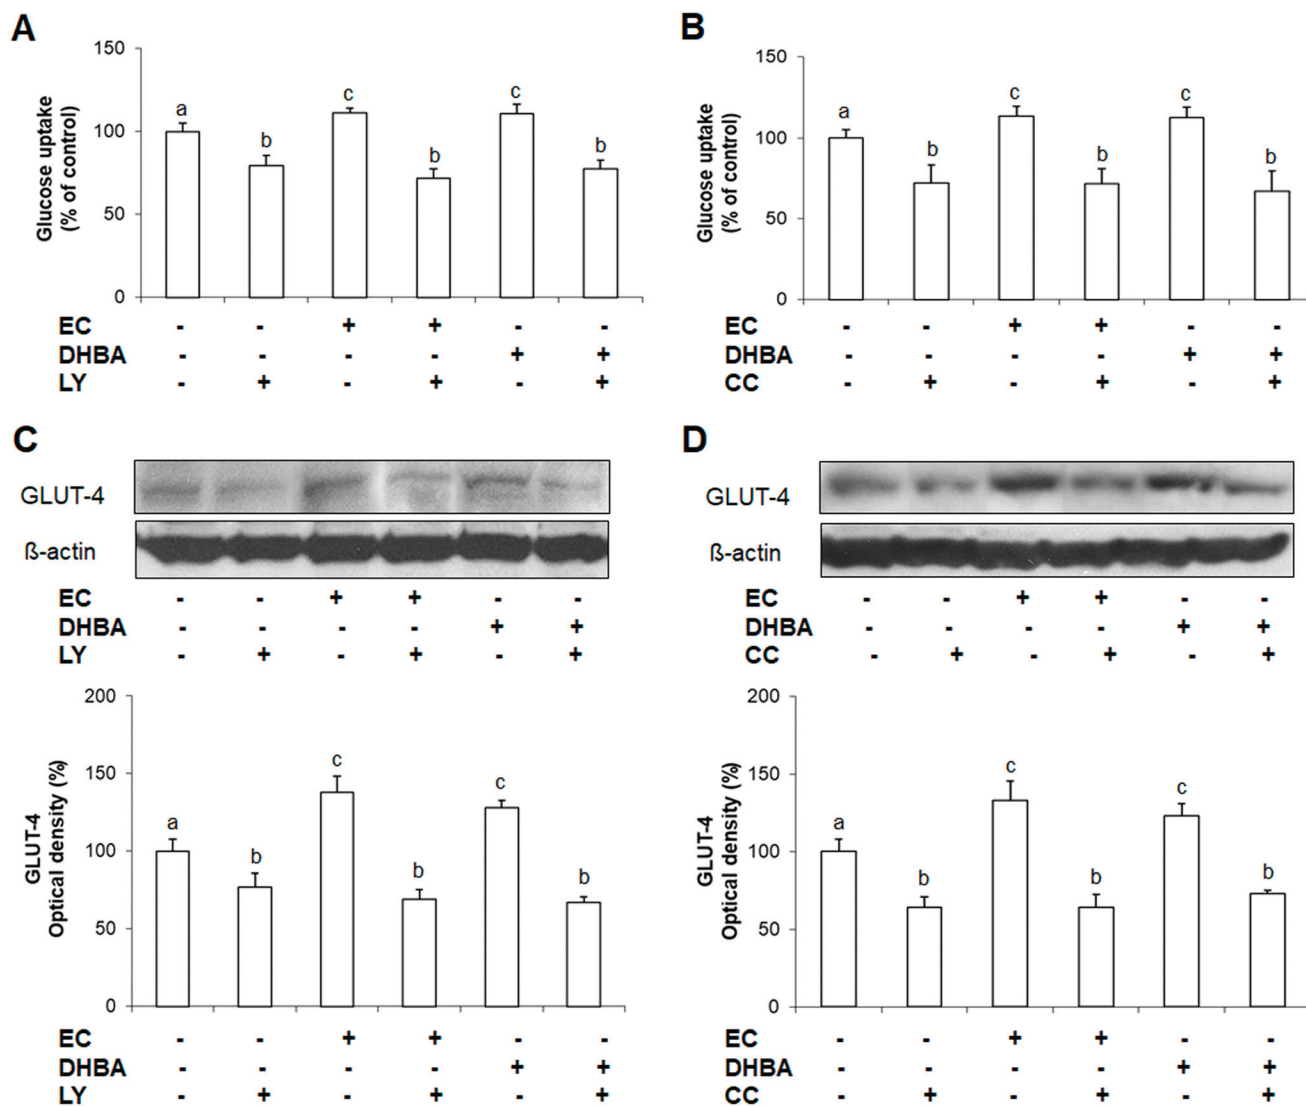 A
150
100
50
0
Glucose uptake
(% of control)
a b c b c b
EC - - + + - -
DHBA - - - - + +
LY - + - + - +
B
150
100
50
0
Glucose uptake
(% of control)
a b c b c b
EC - - + + - -
DHBA - - - - + +
CC - + - + - +
C
GLUT-4
ß-actin
EC - - + + - -
DHBA - - - - + +
LY - + - + - +
200
150
100
50
0
GLUT-4
Optical density (%)
a b c b c b
EC - - + + - -
DHBA - - - - + +
LY - + - + - +
D
GLUT-4
ß-actin
EC - - + + - -
DHBA - - - - + +
CC - + - + - +
200
150
100
50
0
GLUT-4
Optical density (%)
a b c b c b
EC - - + + - -
DHBA - - - - + +
CC - + - + - +